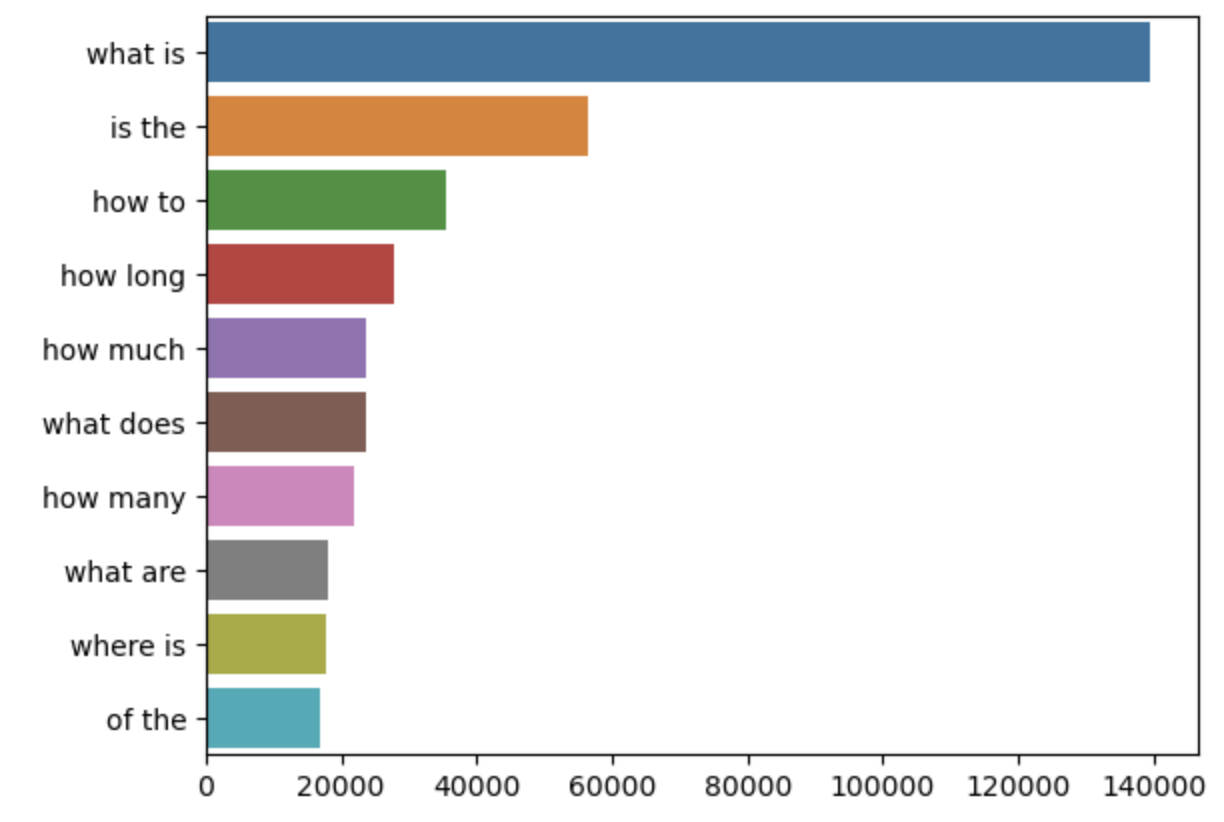 what is
is the
how to
how long
how much
what does
how many
what are
where is
of the
0 20000 40000 60000 80000 100000 120000 140000